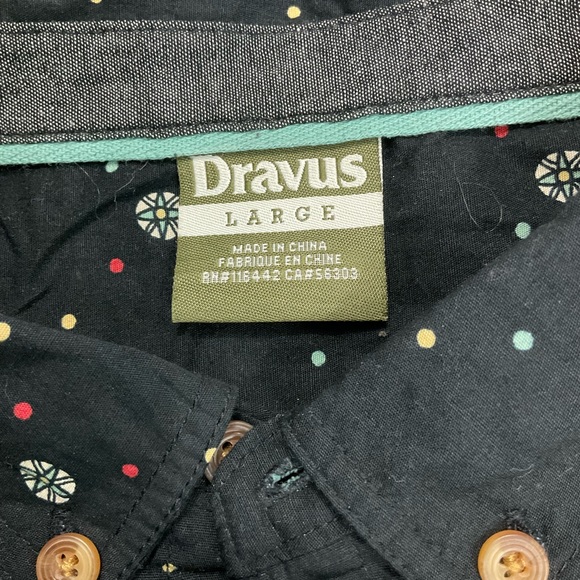 Dravus
LARGE
MADE IN CHINA
FABRIQUE EN CHINE
RN#116442 CA#56303